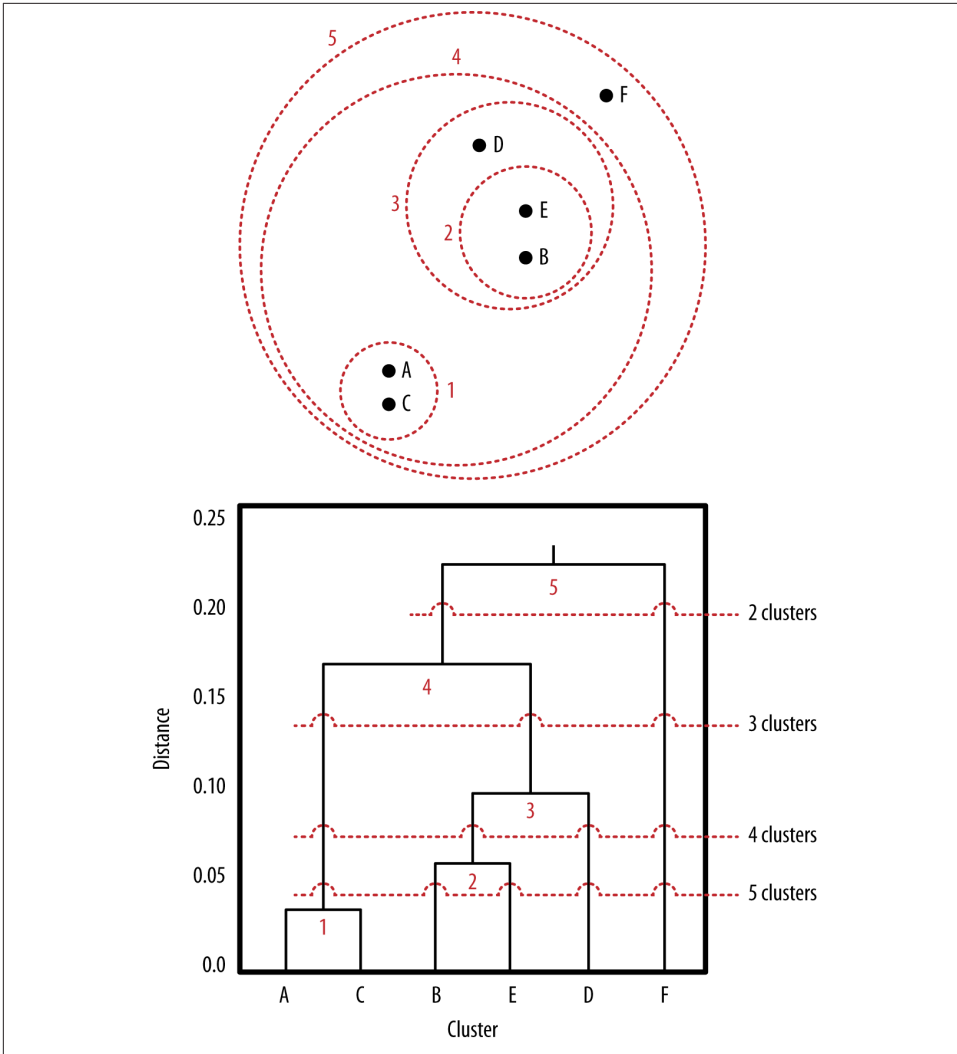 5
4
F
D
3
E
2
B
A
1
C
0.25
5
0.20
2 clusters
4
0.15
3 clusters
Distance
0.10
3
4 clusters
0.05
2
5 clusters
1
0.0
A C B E D F
Cluster